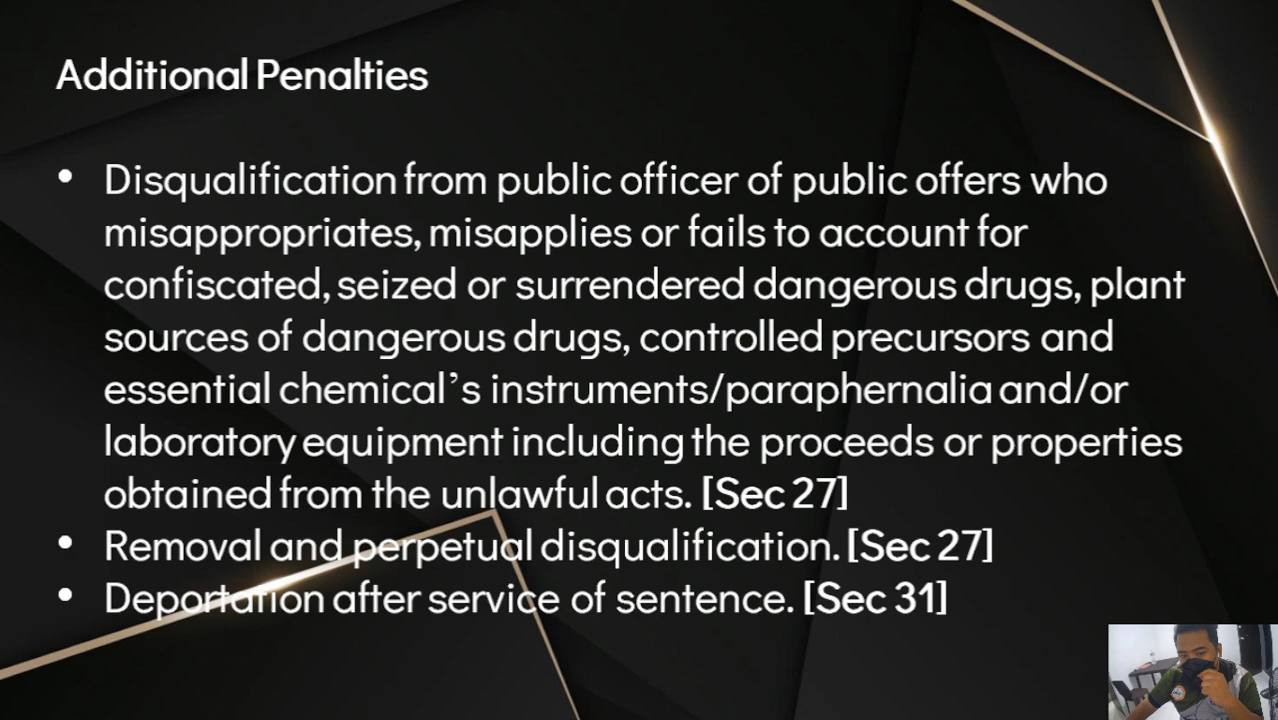 Additional Penalties
• Disqualification from public officer of public offers who
misappropriates, misapplies or fails to account for
confiscated, seized or surrendered dangerous drugs, plant
sources of dangerous drugs, controlled precursors and
essential chemical’s instruments/paraphernalia and/or
laboratory equipment including the proceeds or properties
obtained from the unlawful acts. [Sec 27]
• Removal and perpetual disqualification. [Sec 27]
• Deportation after service of sentence. [Sec 31]